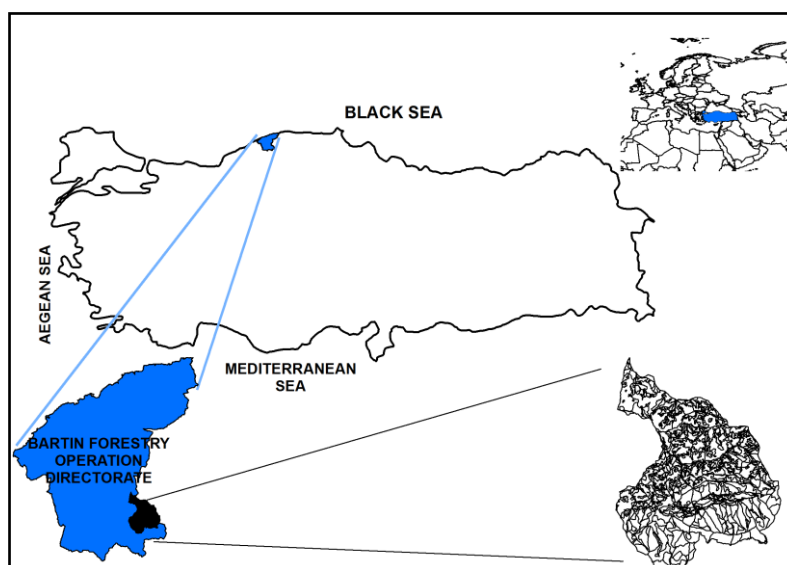 BLACK SEA
AEGEAN SEA
MEDITERRANEAN
SEA
BARTIN FORESTRY
OPERATION
DIRECTORATE